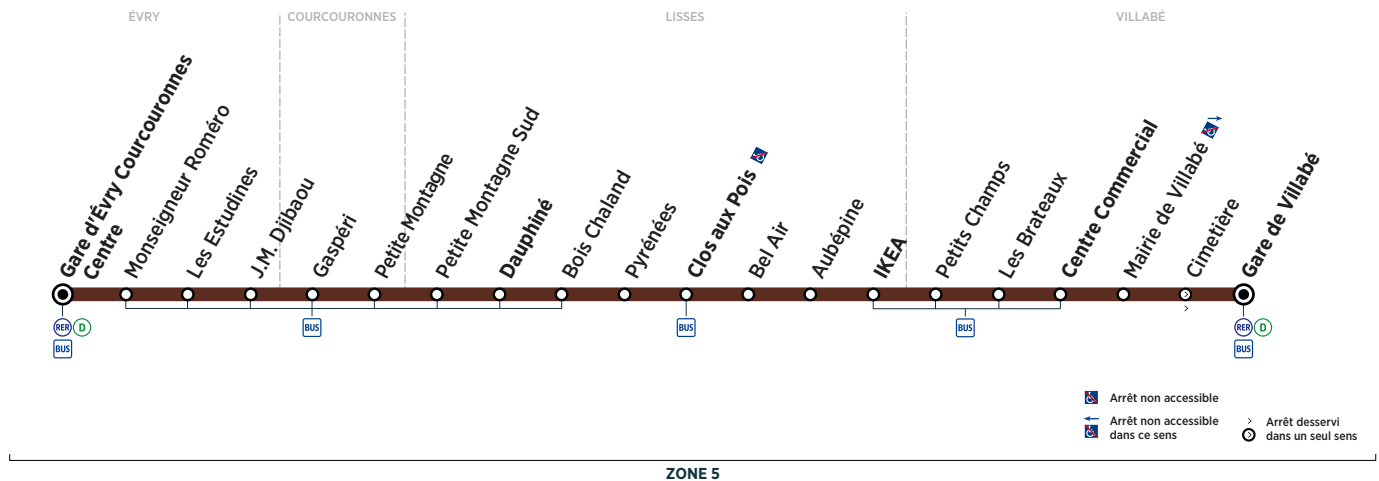 ÉVRY
COURCOURONNES
LISSES
VILLABÉ
Gare d'Évry Courcouronnes
Centre
Monseigneur Roméro
Les Estudines
J.M. Djibaou
Gaspéri
Petite Montagne
Petite Montagne Sud
Dauphiné
Bois Chaland
Pyrénées
Clos aux Pois
Bel Air
Aubépine
IKEA
Petits Champs
Les Brateaux
Centre Commercial
Mairie de Villabé
Cimetière
Gare de Villabé
RER D
BUS
BUS
BUS
BUS
RER D
BUS
Arrêt non accessible
Arrêt non accessible
dans ce sens
Arrêt desservi
dans un seul sens
ZONE 5